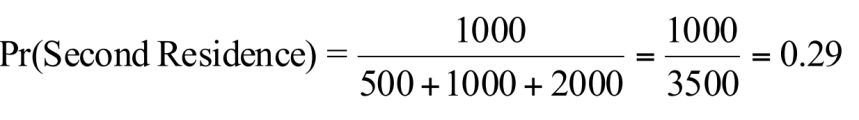 Pr(Second Residence) = 1000 / 500 + 1000 + 2000 = 1000 / 3500 = 0.29